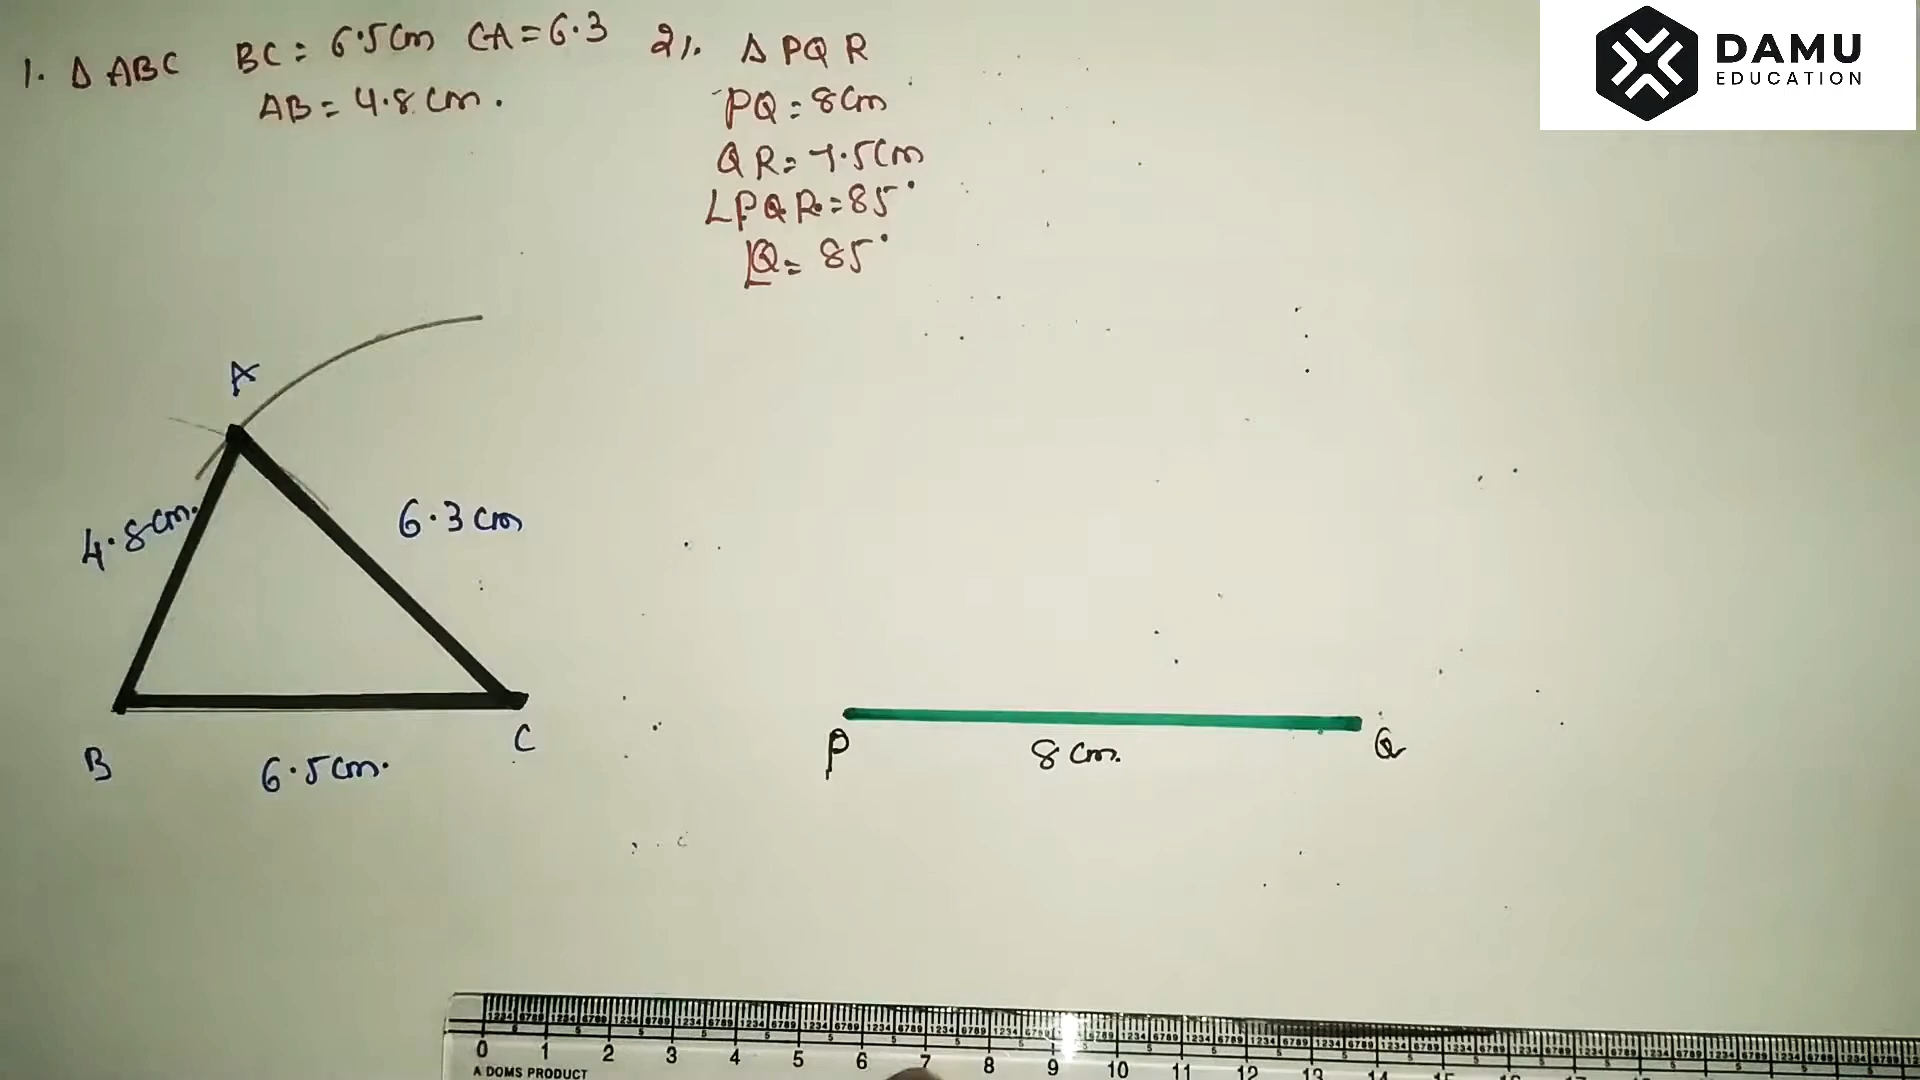 1. Δ ABC BC = 6.5cm CA = 6.3
AB = 4.8 cm.
2). Δ PQR
PQ = 8cm
QR = 7.5cm
∠PQR = 85°
∠Q = 85°
DAMU
EDUCATION
A
4.8cm.
6.3 cm
B
6.5cm.
C
P
8 cm.
Q
0 1 2 3 4 5 6 7 8 9 10 11 12 13 14 15
A DOMS PRODUCT